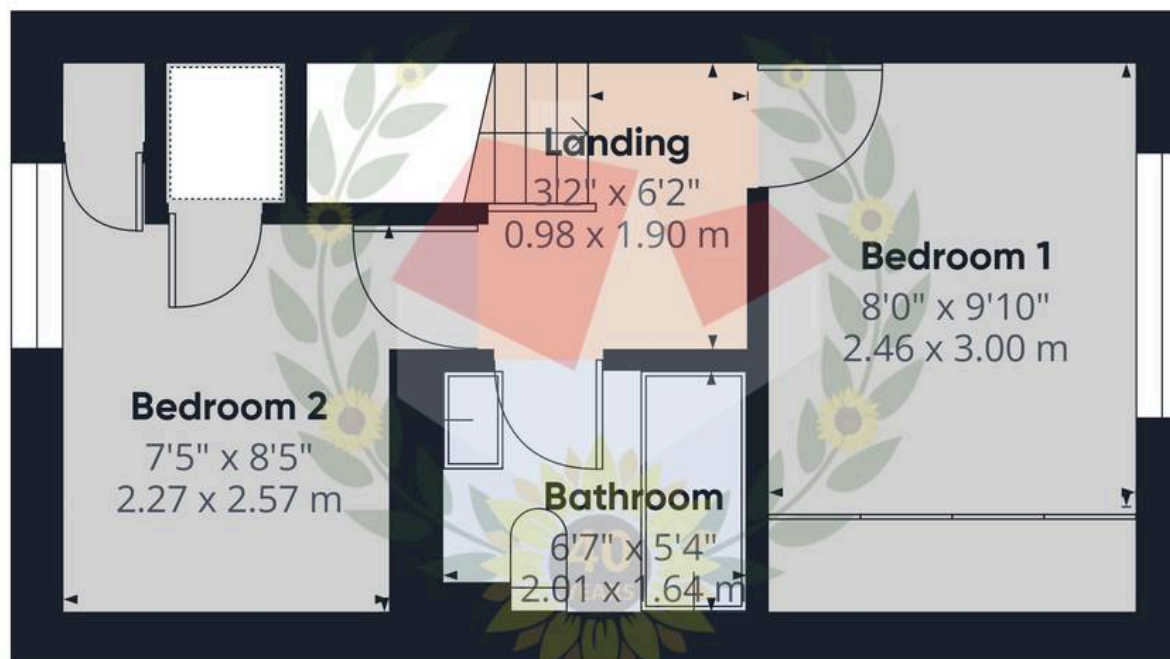 Landing
3'2" x 6'2"
0.98 x 1.90 m
Bedroom 1
8'0" x 9'10"
2.46 x 3.00 m
Bedroom 2
7'5" x 8'5"
2.27 x 2.57 m
Bathroom
6'7" x 5'4"
2.01 x 1.64 m
40
YEARS